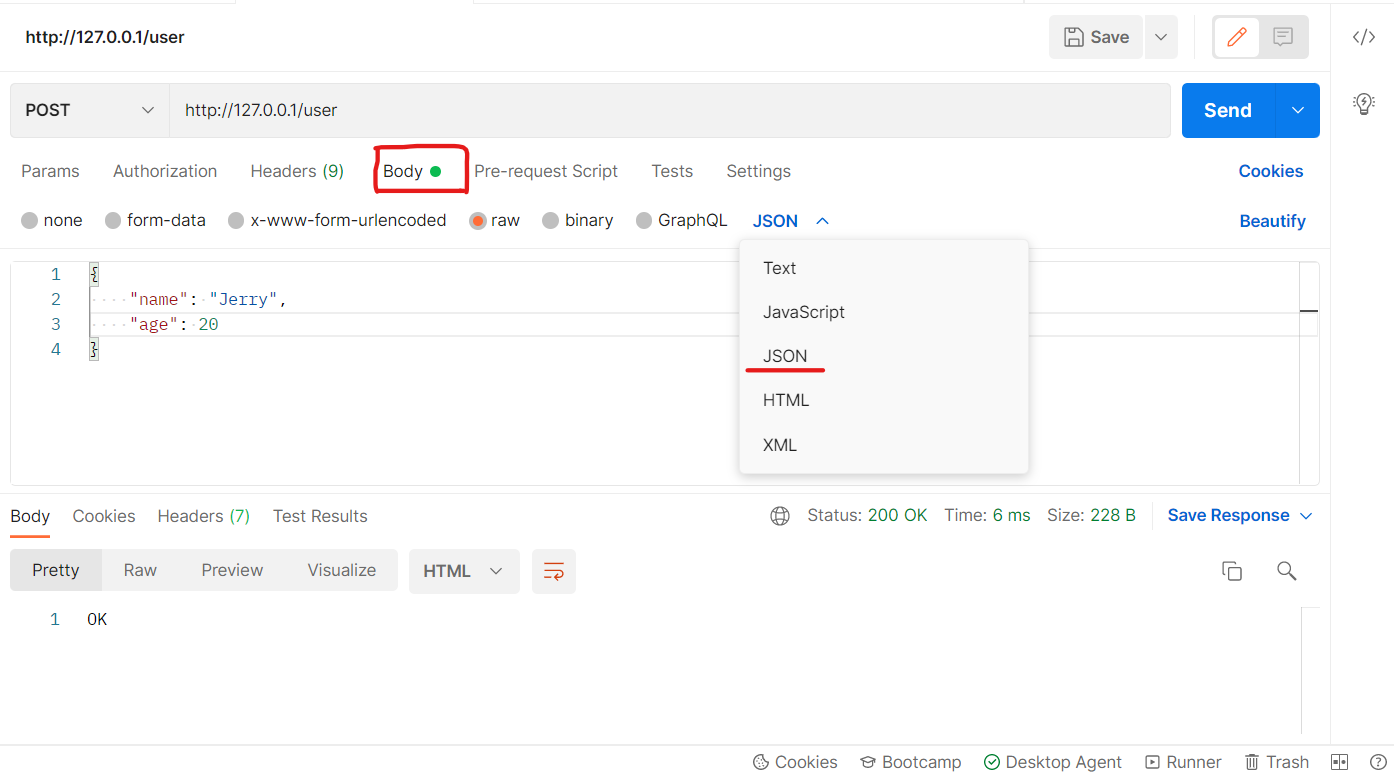 http://127.0.0.1/user Save
POST http://127.0.0.1/user Send
Params Authorization Headers (9) Body Pre-request Script Tests Settings Cookies
none form-data x-www-form-urlencoded raw binary GraphQL JSON Beautify
Text
JavaScript
JSON
HTML
XML
1 {
2 "name": "Jerry",
3 "age": 20
4 }
Body Cookies Headers (7) Test Results Status: 200 OK Time: 6 ms Size: 228 B Save Response
Pretty Raw Preview Visualize HTML
1 OK
Cookies Bootcamp Desktop Agent Runner Trash